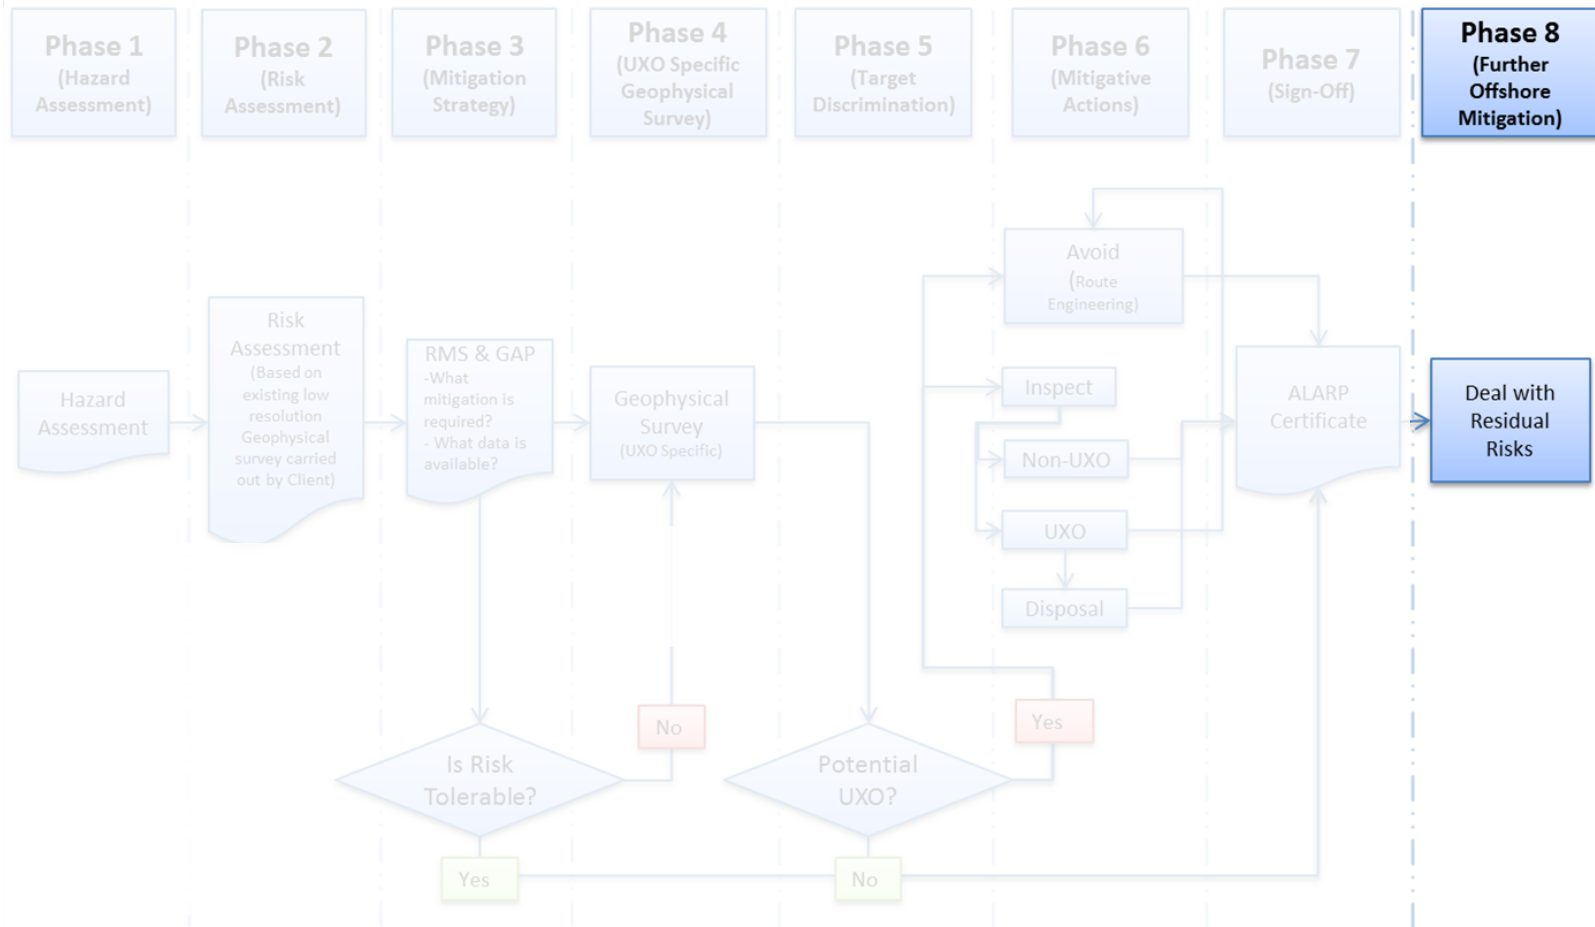 Phase 1
(Hazard
Assessment)
Phase 2
(Risk
Assessment)
Phase 3
(Mitigation
Strategy)
Phase 4
(UXO Specific
Geophysical
Survey)
Phase 5
(Target
Discrimination)
Phase 6
(Mitigative
Actions)
Phase 7
(Sign-Off)
Phase 8
(Further
Offshore
Mitigation)
Hazard
Assessment
Risk
Assessment
(Based on
existing low
resolution
Geophysical
survey carried
out by Client)
RMS & GAP
-What
mitigation is
required?
- What data is
available?
Geophysical
Survey
(UXO Specific)
Avoid
(Route
Engineering)
Inspect
Non-UXO
UXO
Disposal
ALARP
Certificate
Deal with
Residual
Risks
No
Yes
Is Risk
Tolerable?
Potential
UXO?
Yes
No